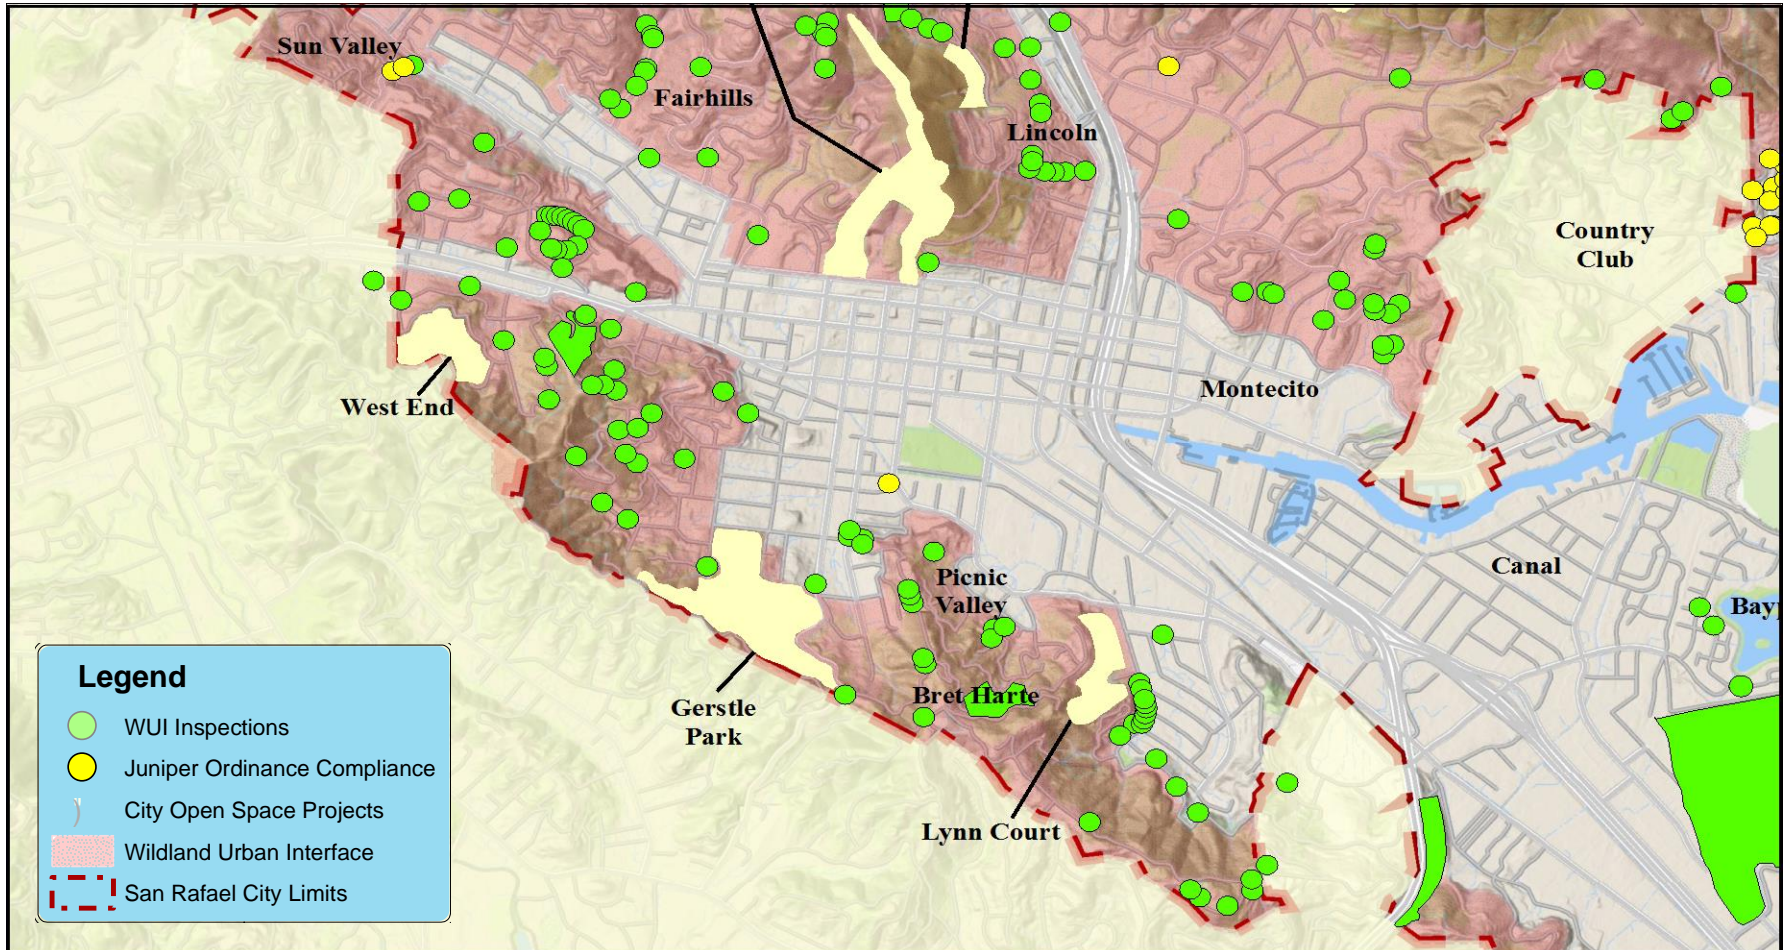 Sun Valley
Fairhills
Lincoln
Country
Club
West End
Montecito
Canal
Picnic
Valley
Bret Harte
Gerstle
Park
Lynn Court
Legend
WUI Inspections
Juniper Ordinance Compliance
City Open Space Projects
Wildland Urban Interface
San Rafael City Limits